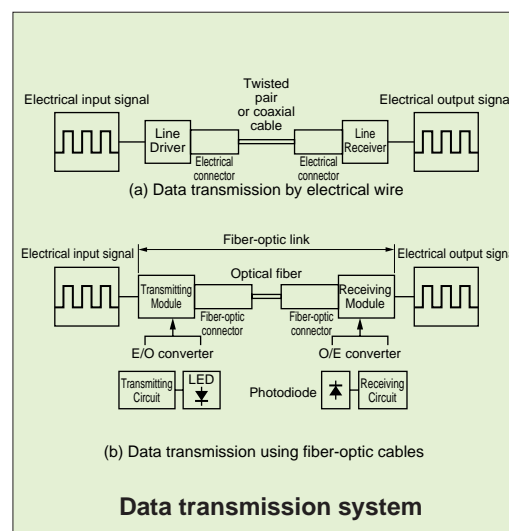 Twisted
pair
or coaxial
cable
Electrical input signal
Electrical output signal
Line
Driver
Line
Receiver
Electrical
connector
Electrical
connector
(a) Data transmission by electrical wire
Fiber-optic link
Electrical input signal
Electrical output signal
Optical fiber
Transmitting
Module
Receiving
Module
Fiber-optic
connector
Fiber-optic
connector
E/O converter
O/E converter
Transmitting
Circuit
LED
Photodiode
Receiving
Circuit
(b) Data transmission using fiber-optic cables
Data transmission system